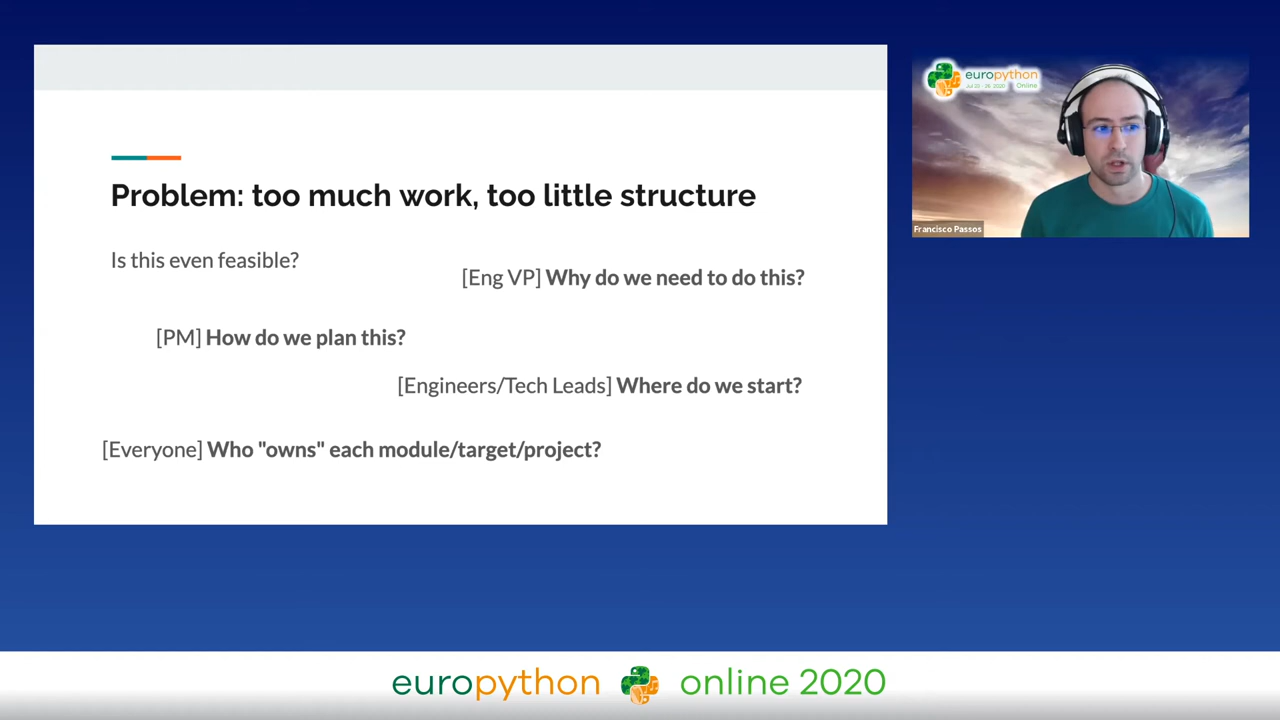 Problem: too much work, too little structure
Is this even feasible?
[Eng VP] Why do we need to do this?
[PM] How do we plan this?
[Engineers/Tech Leads] Where do we start?
[Everyone] Who "owns" each module/target/project?
europython
Jul 23 - 26, 2020 Online
Francisco Passos
europython online 2020